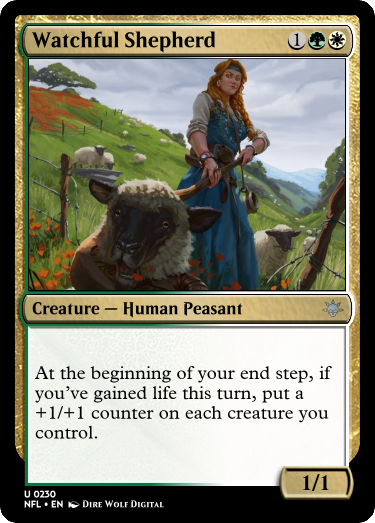 Watchful Shepherd 1
Creature — Human Peasant
At the beginning of your end step, if
you've gained life this turn, put a
+1/+1 counter on each creature you
control.
1/1
U 0230
NFL • EN DIRE WOLF DIGITAL